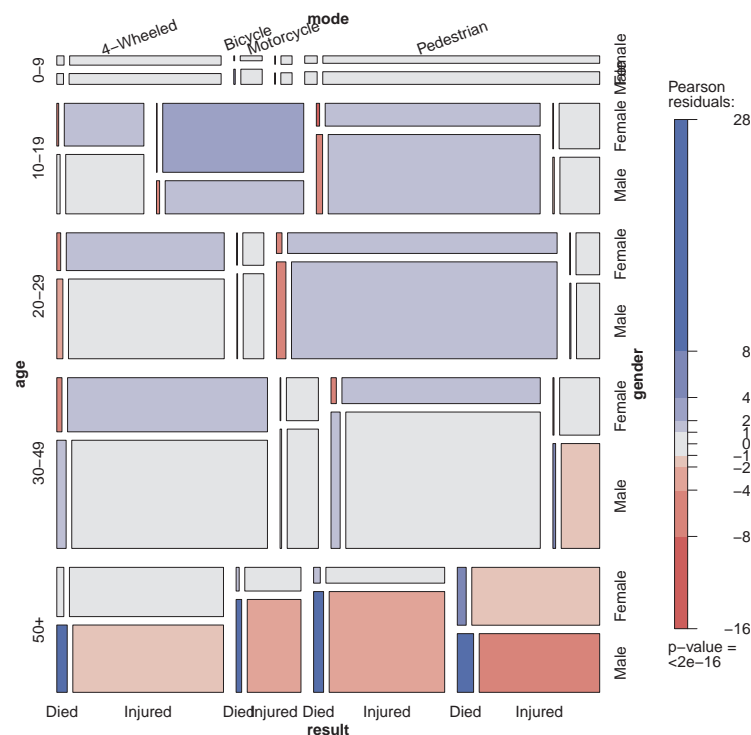 mode
4−Wheeled
Bicycle
Motorcycle
Pedestrian
age
0−9
10−19
20−29
30−49
50+
gender
Female
Male
Female
Male
Female
Male
Female
Male
Female
Male
Died Injured Died Injured Died Injured Died Injured
result
Pearson
residuals:
28
8
4
2
1
0
−1
−2
−4
−8
−16
p−value =
<2e−16